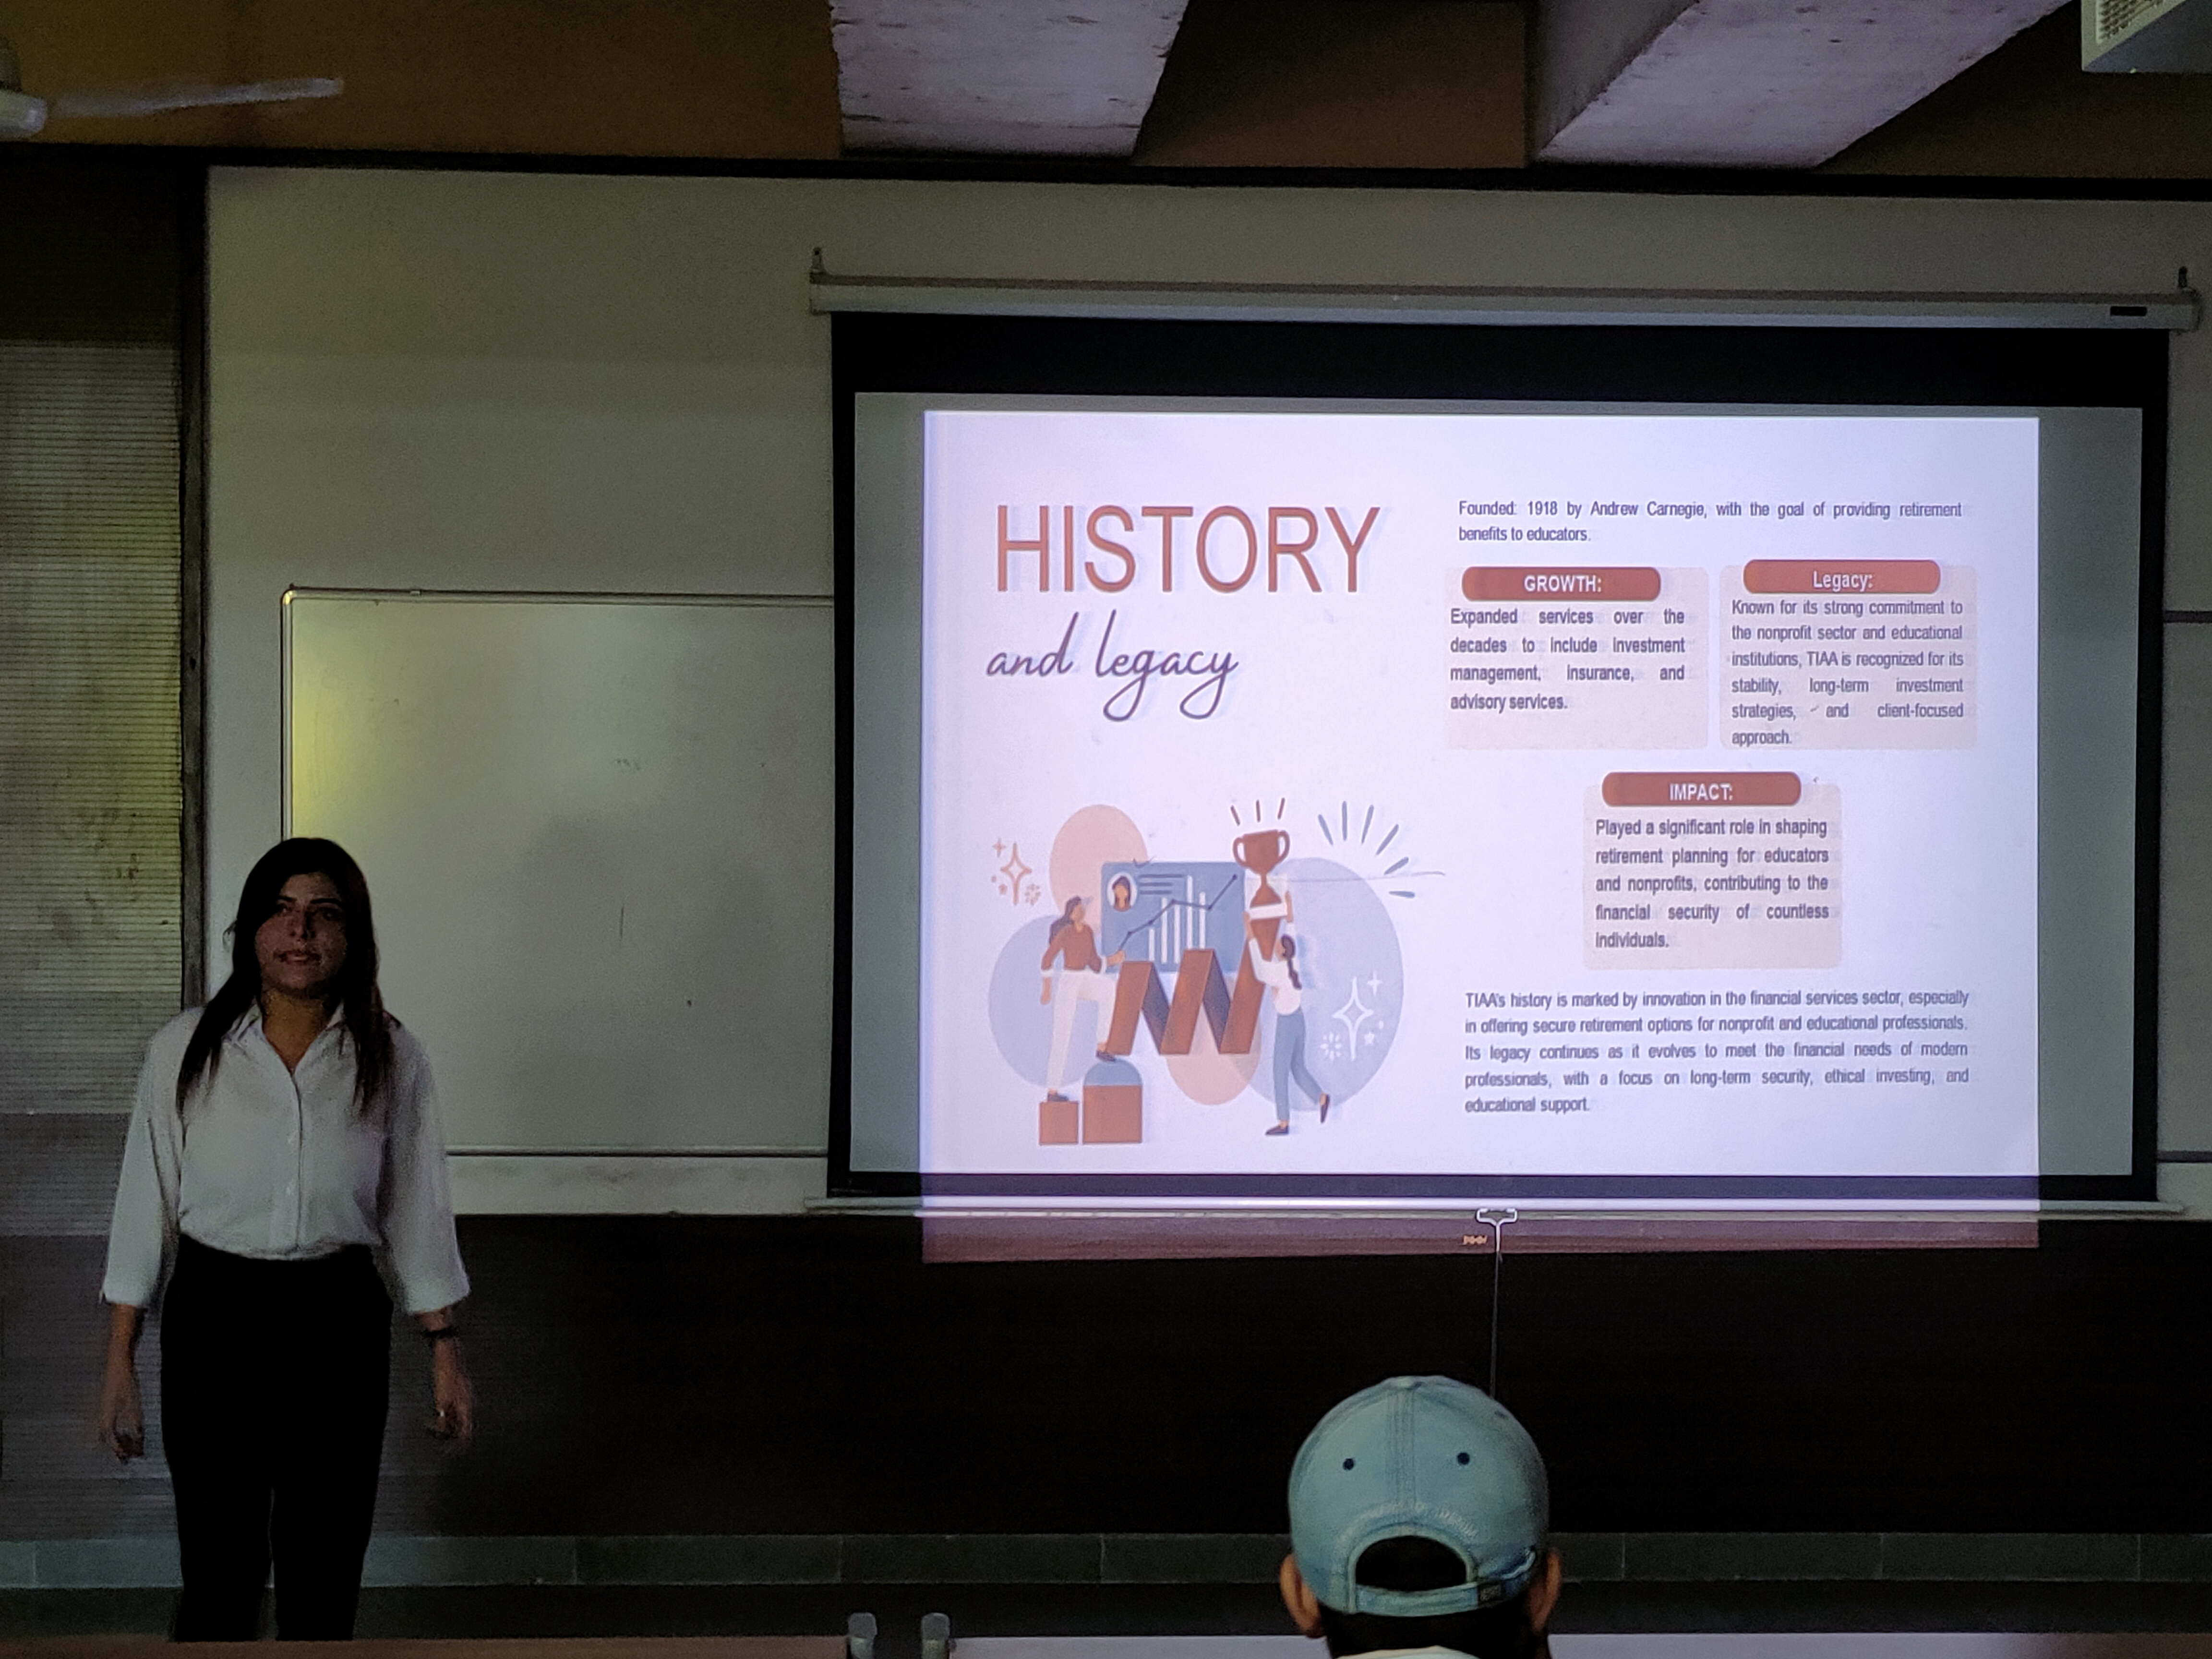 HISTORY
and legacy
Founded: 1918 by Andrew Carnegie, with the goal of providing retirement
benefits to educators.
GROWTH:
Expanded services over the
decades to include investment
management, insurance, and
advisory services.
Legacy:
Known for its strong commitment to
the nonprofit sector and educational
institutions, TIAA is recognized for its
stability, long-term investment
strategies, and client-focused
approach.
IMPACT:
Played a significant role in shaping
retirement planning for educators
and nonprofits, contributing to the
financial security of countless
individuals.
TIAA's history is marked by innovation in the financial services sector, especially
in offering secure retirement options for nonprofit and educational professionals.
Its legacy continues as it evolves to meet the financial needs of modern
professionals, with a focus on long-term security, ethical investing, and
educational support.